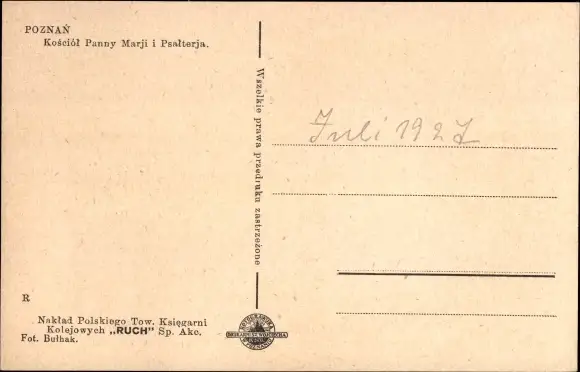 POZNAŃ
Kościół Panny Marji i Psałterja.
Wszelkie prawa przedruku zastrzeżone
Juli 1927
R
Nakład Polskiego Tow. Księgarni
Kolejowych „RUCH" Sp. Akc.
Fot. Bułhak.